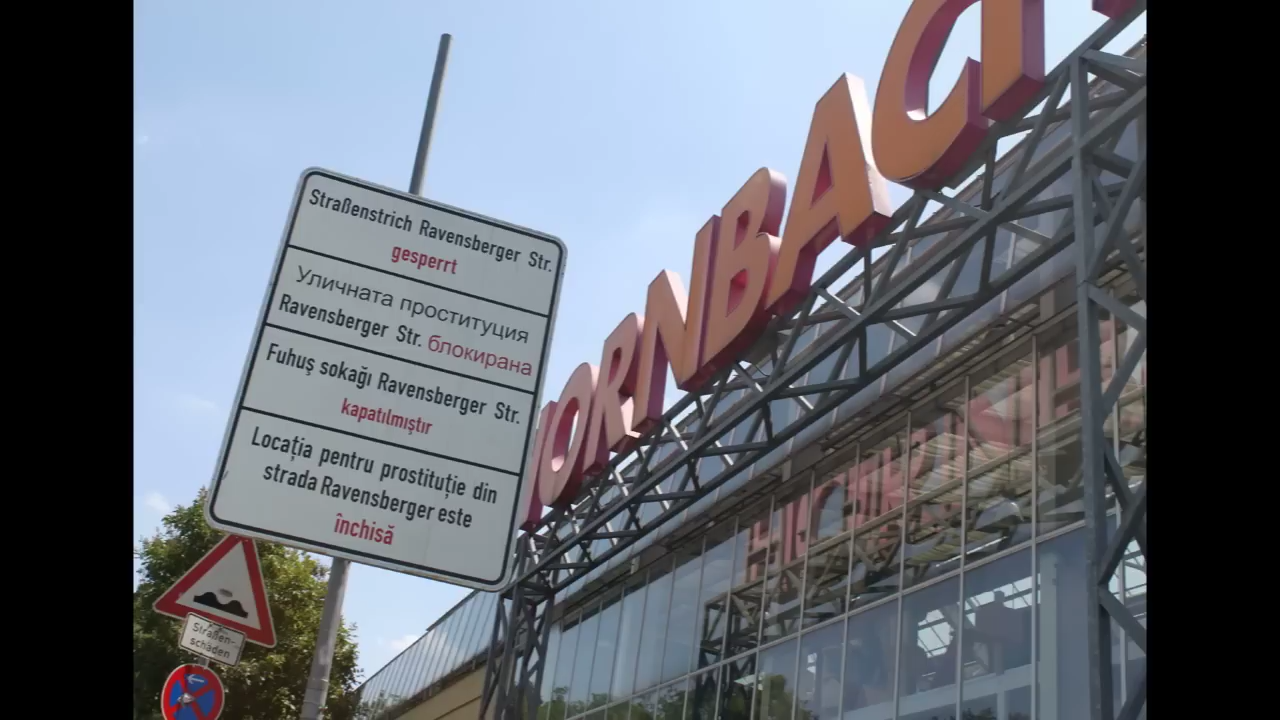 Straßenstrich Ravensberger Str.
gesperrt
Уличната проституция
Ravensberger Str. блокирана
Fuhuş sokağı Ravensberger Str.
kapatılmıştır
Locația pentru prostituție din
strada Ravensberger este
închisă
Straßen-
schäden
HORNBAC